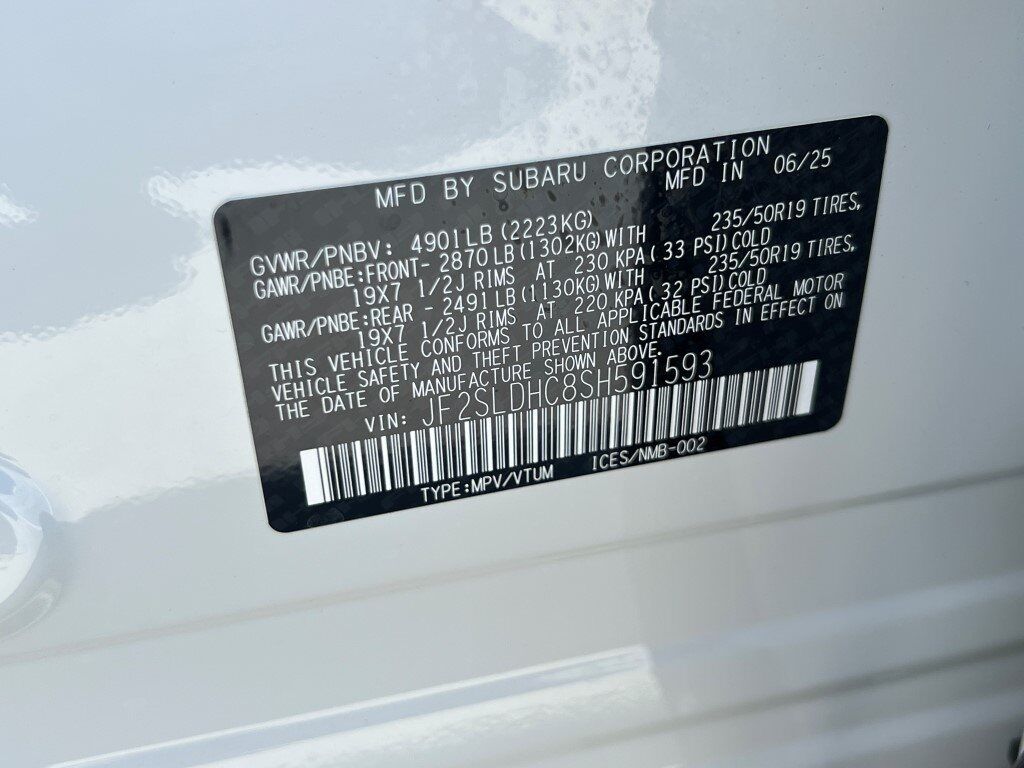 MFD BY SUBARU CORPORATION
MFD IN 06/25
GVWR/PNBV: 4901LB (2223KG)
GAWR/PNBE:FRONT- 2870LB (1302KG) WITH 235/50R19 TIRES,
19X7 1/2J RIMS AT 230 KPA ( 33 PSI) COLD
GAWR/PNBE:REAR - 2491LB (1130KG) WITH 235/50R19 TIRES,
19X7 1/2J RIMS AT 220 KPA ( 32 PSI) COLD
THIS VEHICLE CONFORMS TO ALL APPLICABLE FEDERAL MOTOR
VEHICLE SAFETY AND THEFT PREVENTION STANDARDS IN EFFECT ON
THE DATE OF MANUFACTURE SHOWN ABOVE.
VIN: JF2SLDHC8SH591593
TYPE:MPV/VTUM ICES/NMB-002